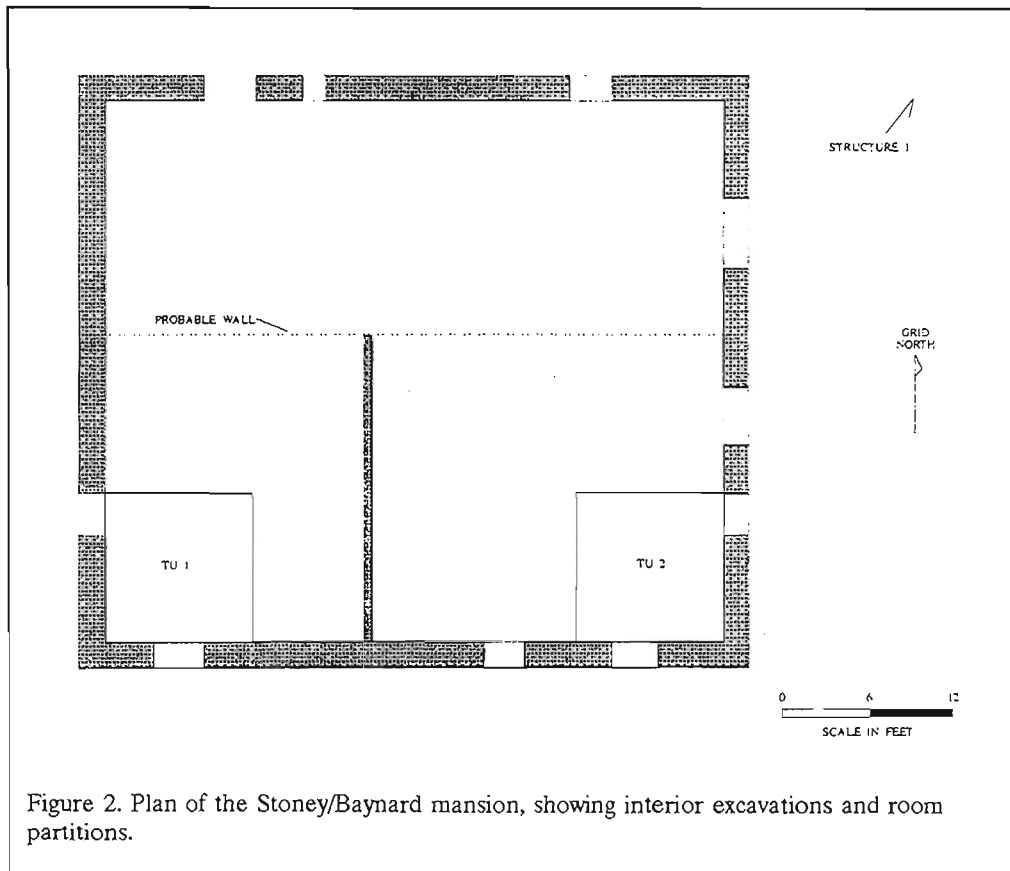 STRUCTURE 1
PROBABLE WALL
GRID
NORTH
TU 1
TU 2
0 6 12
SCALE IN FEET
Figure 2. Plan of the Stoney/Baynard mansion, showing interior excavations and room
partitions.